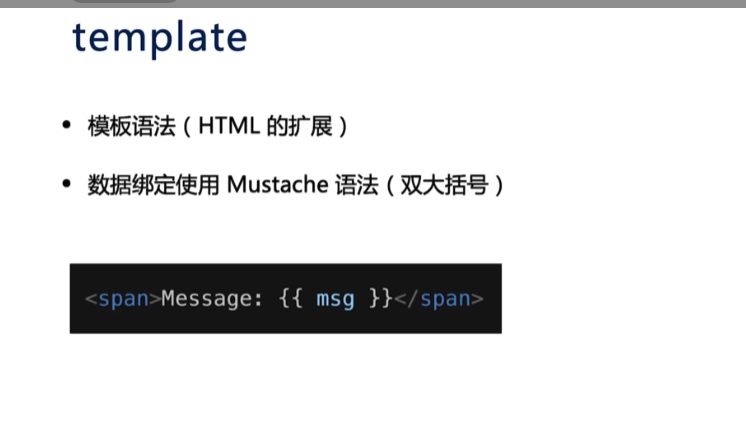 template
• 模板语法（HTML 的扩展）
• 数据绑定使用 Mustache 语法（双大括号）
<span>Message: {{ msg }}</span>